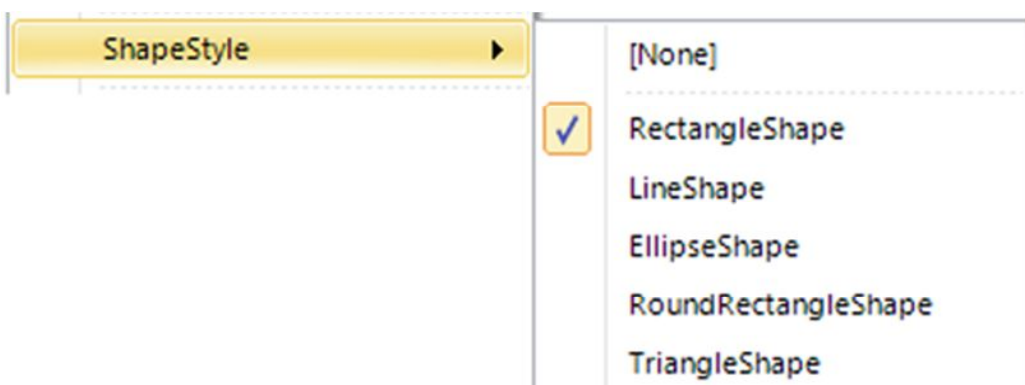 ShapeStyle
[None]
RectangleShape
LineShape
EllipseShape
RoundRectangleShape
TriangleShape